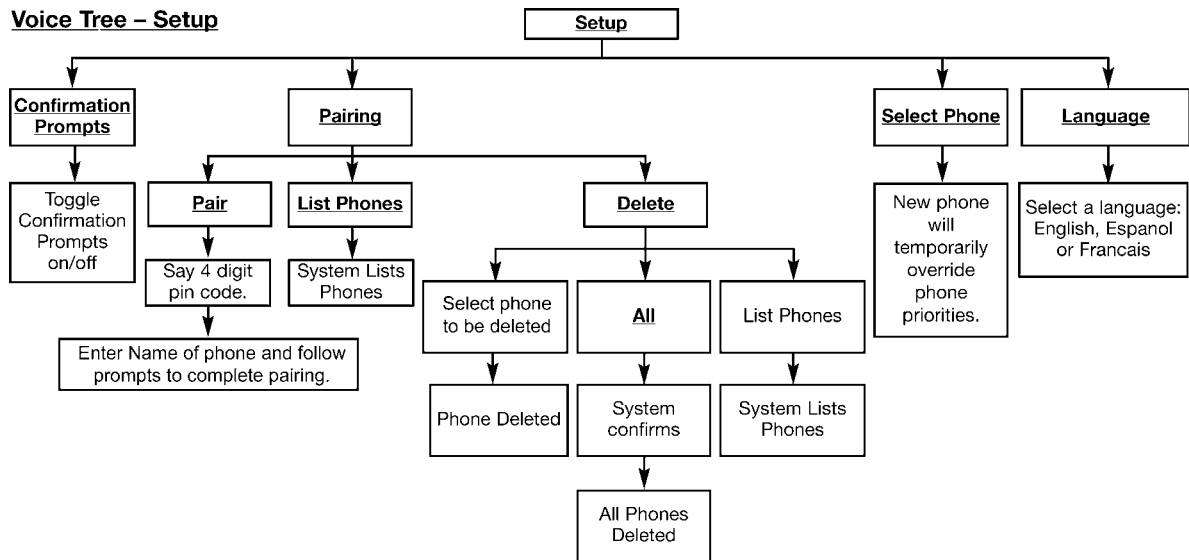 Voice Tree – Setup
Setup
Confirmation
Prompts
Pairing
Select Phone
Language
Toggle
Confirmation
Prompts
on/off
Pair
List Phones
Delete
New phone
will
temporarily
override
phone
priorities.
Select a language:
English, Espanol
or Francais
Say 4 digit
pin code.
System Lists
Phones
Select phone
to be deleted
All
List Phones
Enter Name of phone and follow
prompts to complete pairing.
Phone Deleted
System
confirms
System Lists
Phones
All Phones
Deleted